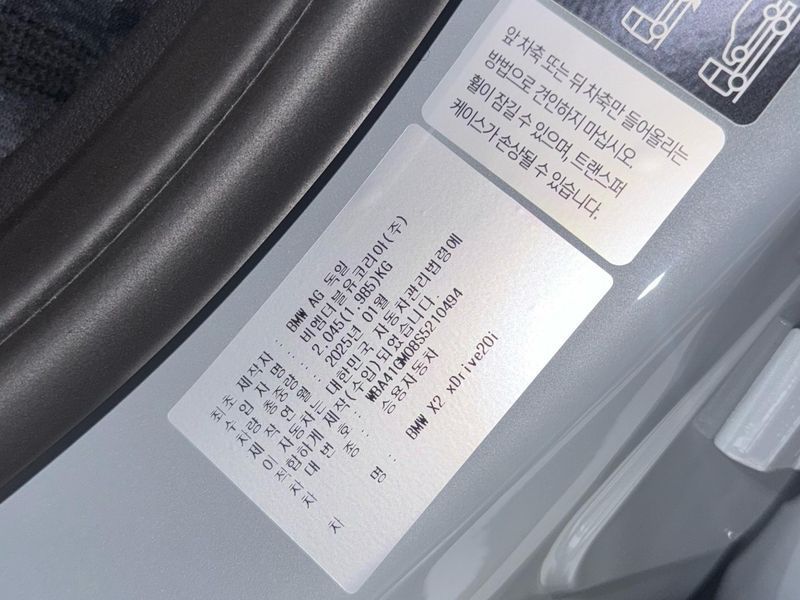 앞 차축 또는 뒤 차축만 들어올리는
방법으로 견인하지 마십시오.
휠이 잠길 수 있으며, 트랜스퍼
케이스가 손상될 수 있습니다.
최초 제작자 : BMW AG 독일
수 입 자 명 : 비엠더블유코리아(주)
차량 총중량 : 2,045(1,985)KG
제 작 연 월 : 2025년 01월
이 자동차는 대한민국 자동차관리법령에
적합하게 제작(수입)되었습니다.
차 대 번 호 : WBA41GM08S5210494
차 종 : 승용자동차
차 명 : BMW X2 xDrive20i